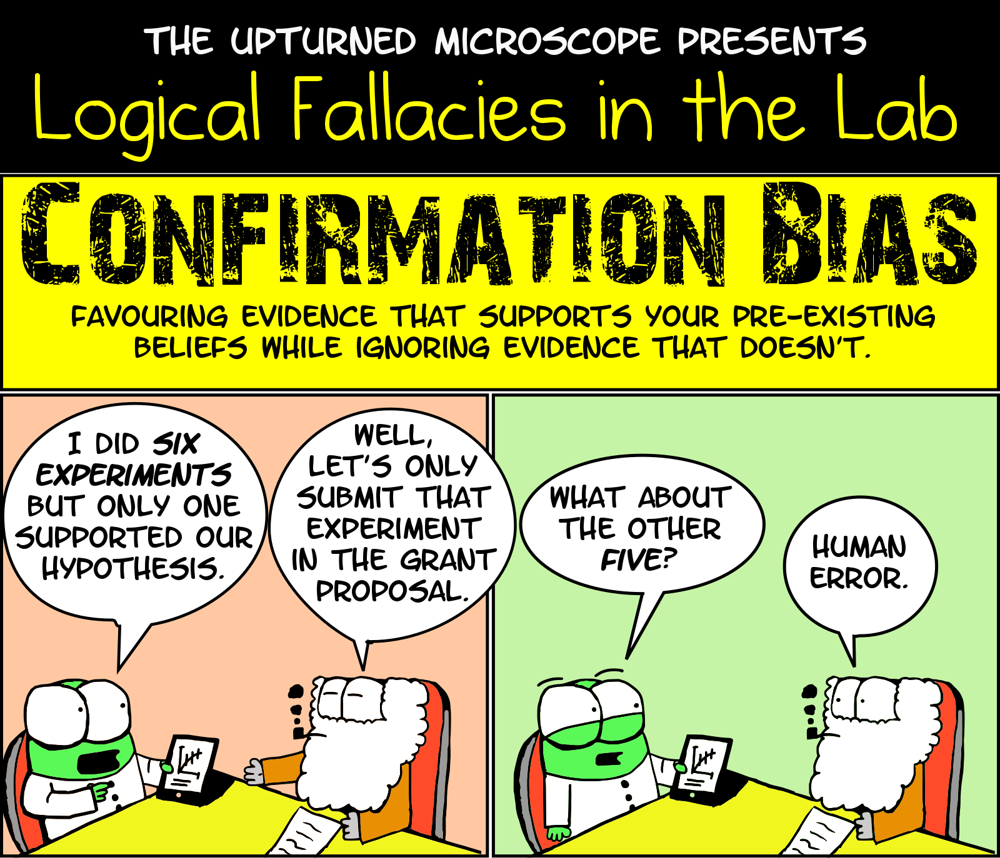 THE UPTURNED MICROSCOPE PRESENTS
Logical Fallacies in the Lab
CONFIRMATION BIAS
FAVOURING EVIDENCE THAT SUPPORTS YOUR PRE-EXISTING
BELIEFS WHILE IGNORING EVIDENCE THAT DOESN'T.
I DID SIX
EXPERIMENTS
BUT ONLY ONE
SUPPORTED OUR
HYPOTHESIS.
WELL,
LET'S ONLY
SUBMIT THAT
EXPERIMENT
IN THE GRANT
PROPOSAL.
WHAT ABOUT
THE OTHER
FIVE?
HUMAN
ERROR.